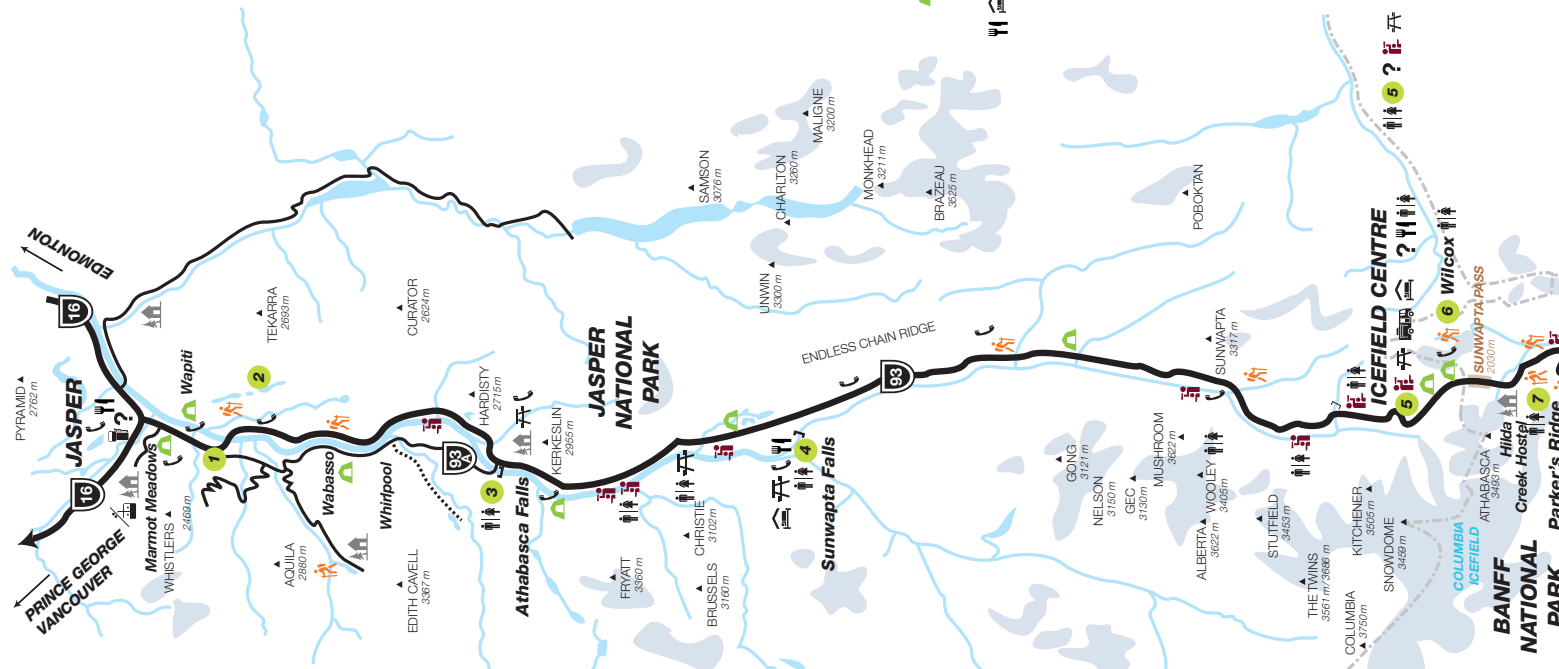 EDMONTON
16
PYRAMID
2762 m
JASPER
?
16
PRINCE GEORGE
VANCOUVER
Marmot Meadows
Wapiti
WHISTLERS
2469 m
1
2
TEKARRA
2693 m
Wabasso
AQUILA
2880 m
Whirlpool
CURATOR
2624 m
EDITH CAVELL
3367 m
93
A
HARDISTY
2715 m
3
Athabasca Falls
KERKESLIN
2955 m
JASPER
NATIONAL
PARK
FRYATT
3360 m
SAMSON
3076 m
CHRISTIE
3102 m
BRUSSELS
3160 m
UNWIN
3300 m
CHARLTON
3260 m
MALIGNE
3200 m
4
Sunwapta Falls
MONKHEAD
3211 m
ENDLESS CHAIN RIDGE
93
BRAZEAU
3525 m
GONG
3121 m
NELSON
3150 m
GEC
3130 m
MUSHROOM
3622 m
POBOKTAN
ALBERTA
3622 m
WOOLEY
3405 m
SUNWAPTA
3317 m
STUTFIELD
3453 m
THE TWINS
3561 m / 3686 m
COLUMBIA
3750 m
KITCHENER
3505 m
SNOWDOME
3459 m
ICEFIELD CENTRE
5
?
5
?
6
Wilcox
SUNWAPTA PASS
2030 m
COLUMBIA
ICEFIELD
ATHABASCA
3493 m
Hilda
Creek Hostel
7
BANFF
NATIONAL
PARK
Parker's Ridge